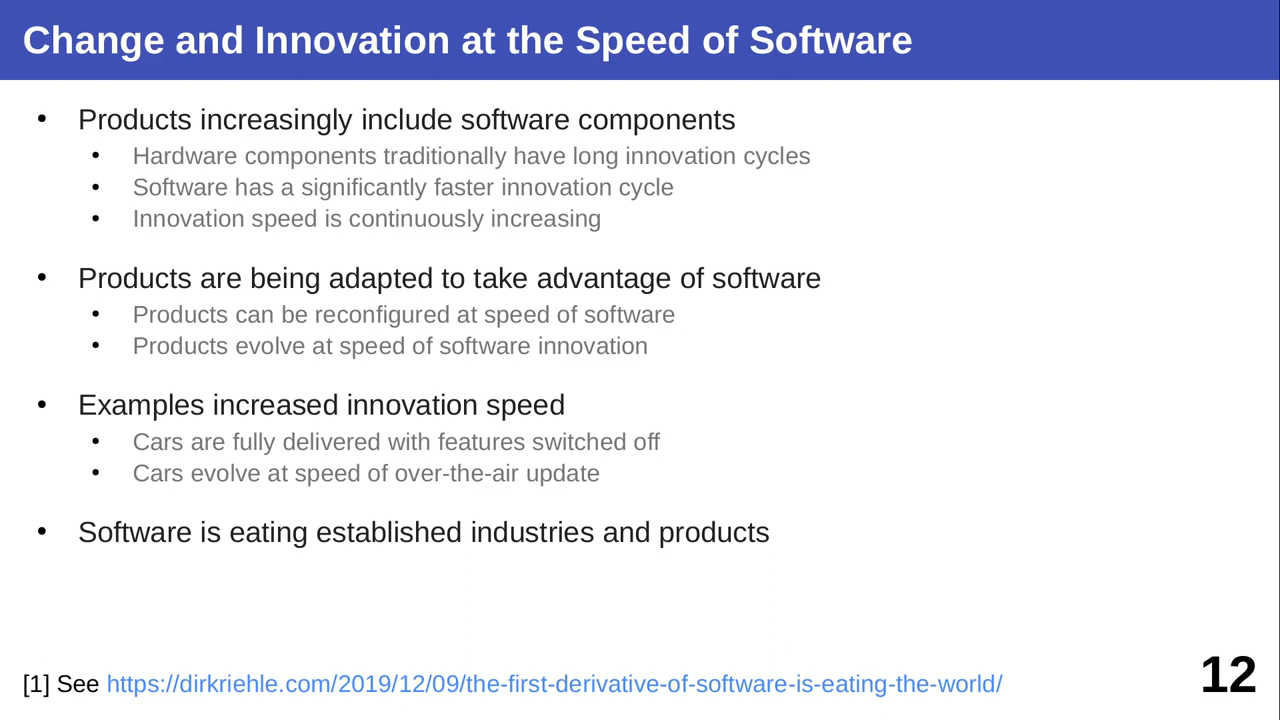 Change and Innovation at the Speed of Software
• Products increasingly include software components
• Hardware components traditionally have long innovation cycles
• Software has a significantly faster innovation cycle
• Innovation speed is continuously increasing
• Products are being adapted to take advantage of software
• Products can be reconfigured at speed of software
• Products evolve at speed of software innovation
• Examples increased innovation speed
• Cars are fully delivered with features switched off
• Cars evolve at speed of over-the-air update
• Software is eating established industries and products
[1] See https://dirkriehle.com/2019/12/09/the-first-derivative-of-software-is-eating-the-world/
12